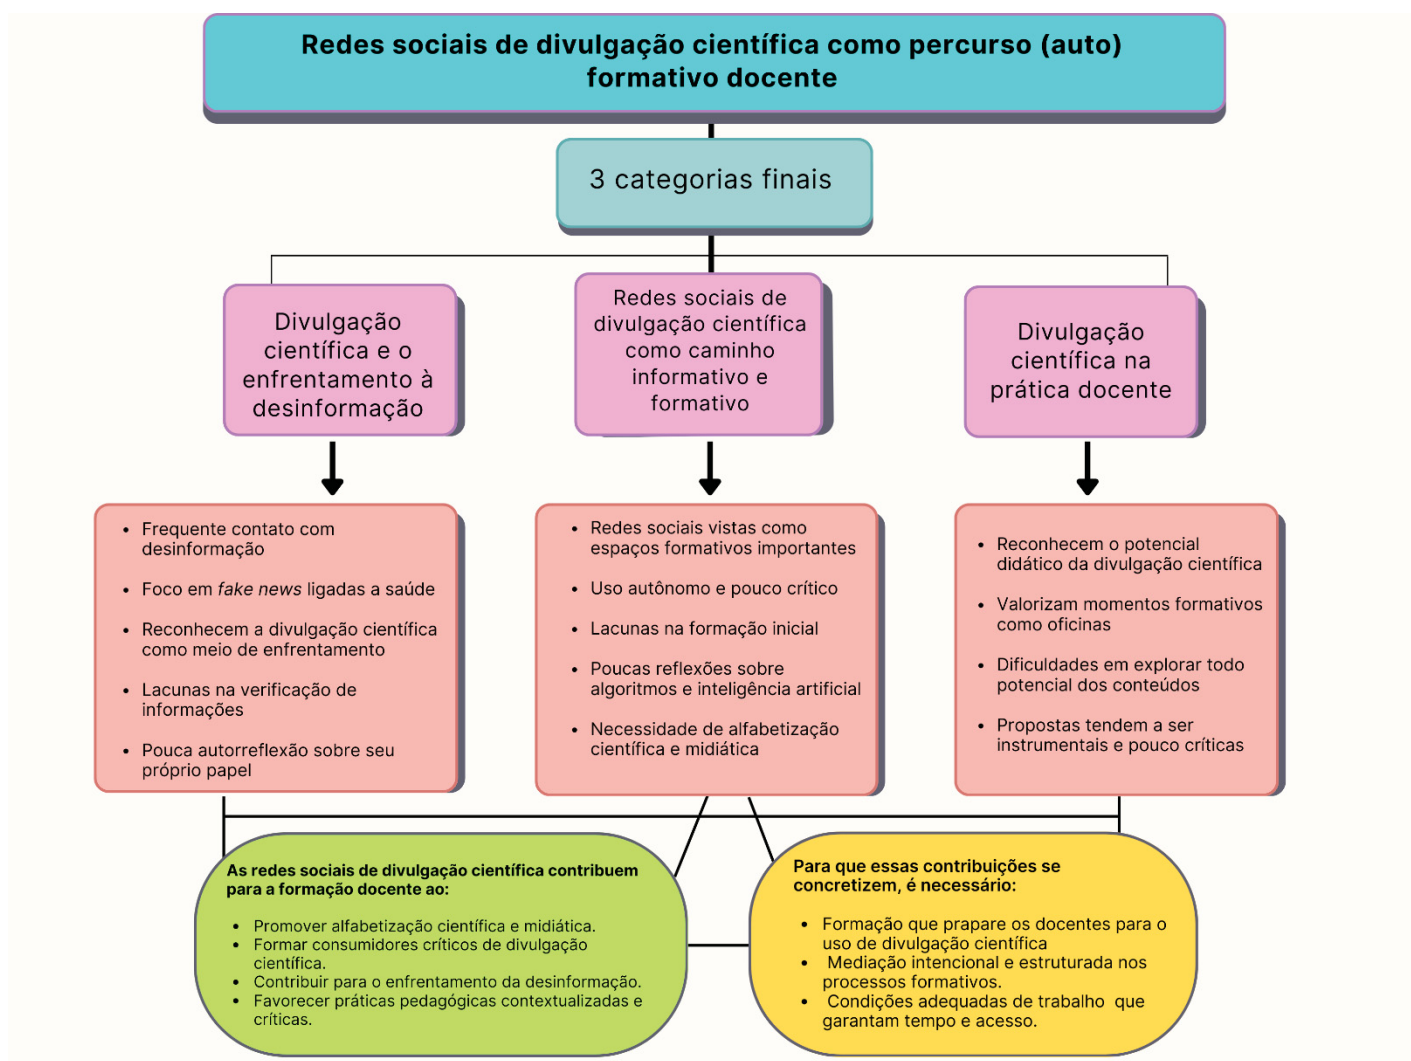 Redes sociais de divulgação científica como percurso (auto)
formativo docente
3 categorias finais
Divulgação
científica e o
enfrentamento à
desinformação
Redes sociais de
divulgação científica
como caminho
informativo e
formativo
Divulgação
científica na
prática docente
• Frequente contato com
desinformação
• Foco em fake news ligadas a saúde
• Reconhecem a divulgação científica
como meio de enfrentamento
• Lacunas na verificação de
informações
• Pouca autorreflexão sobre seu
próprio papel
• Redes sociais vistas como
espaços formativos importantes
• Uso autônomo e pouco crítico
• Lacunas na formação inicial
• Poucas reflexões sobre
algoritmos e inteligência artificial
• Necessidade de alfabetização
científica e midiática
• Reconhecem o potencial
didático da divulgação científica
• Valorizam momentos formativos
como oficinas
• Dificuldades em explorar todo
potencial dos conteúdos
• Propostas tendem a ser
instrumentais e pouco críticas
As redes sociais de divulgação científica contribuem
para a formação docente ao:
• Promover alfabetização científica e midiática.
• Formar consumidores críticos de divulgação
científica.
• Contribuir para o enfrentamento da desinformação.
• Favorecer práticas pedagógicas contextualizadas e
críticas.
Para que essas contribuições se
concretizem, é necessário:
• Formação que prapare os docentes para o
uso de divulgação científica
• Mediação intencional e estruturada nos
processos formativos.
• Condições adequadas de trabalho que
garantam tempo e acesso.